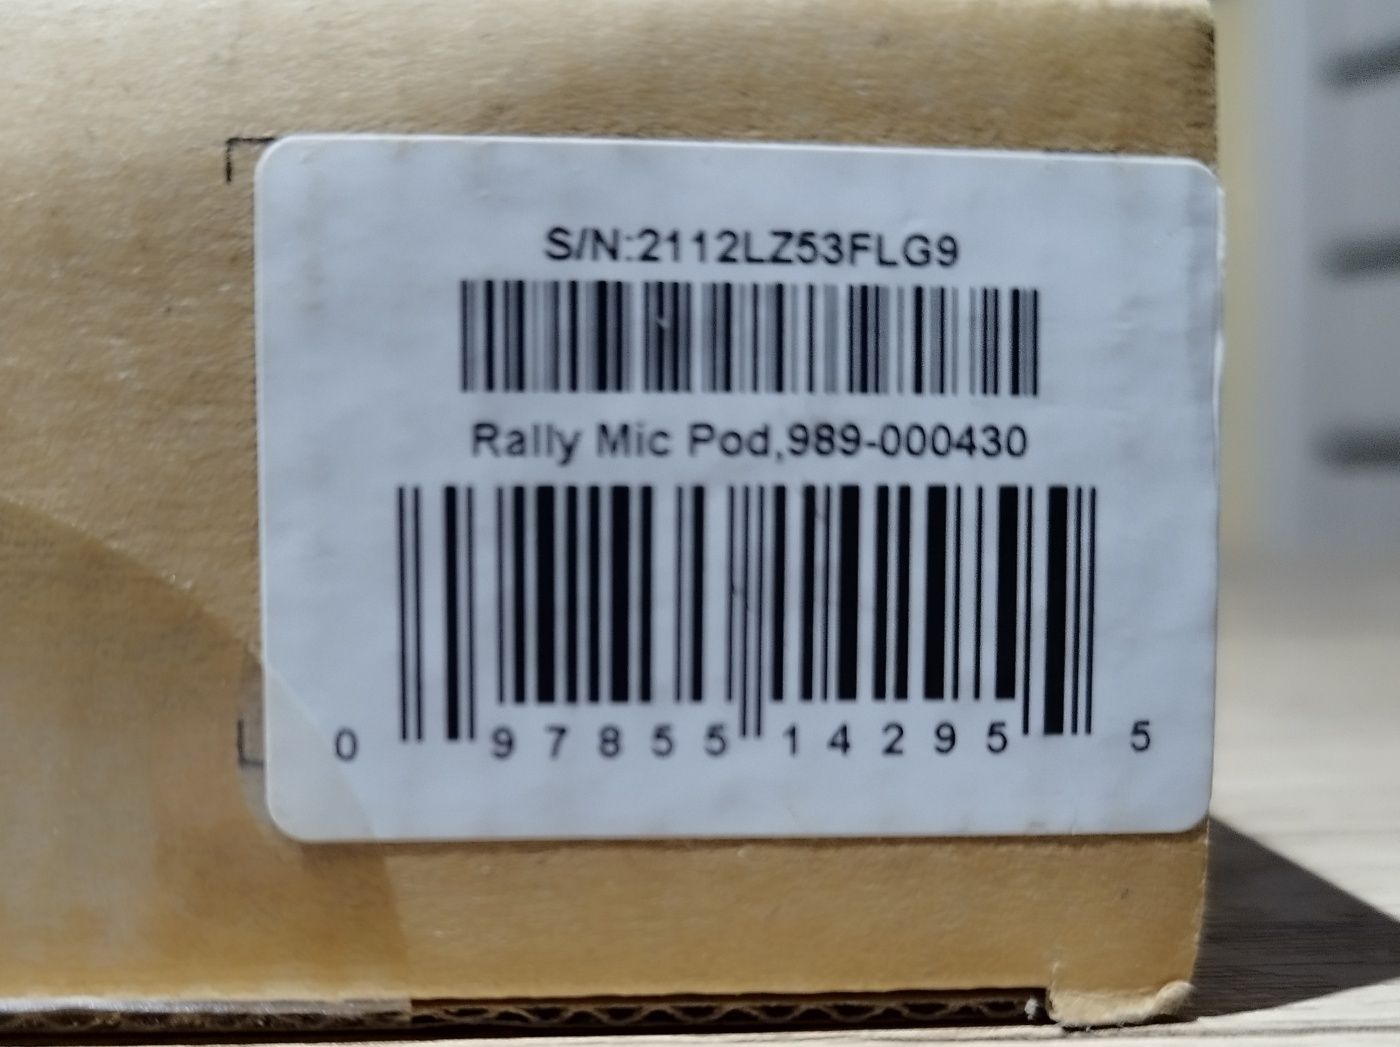 S/N:2112LZ53FLG9
Rally Mic Pod,989-000430
0 97855 14295 5